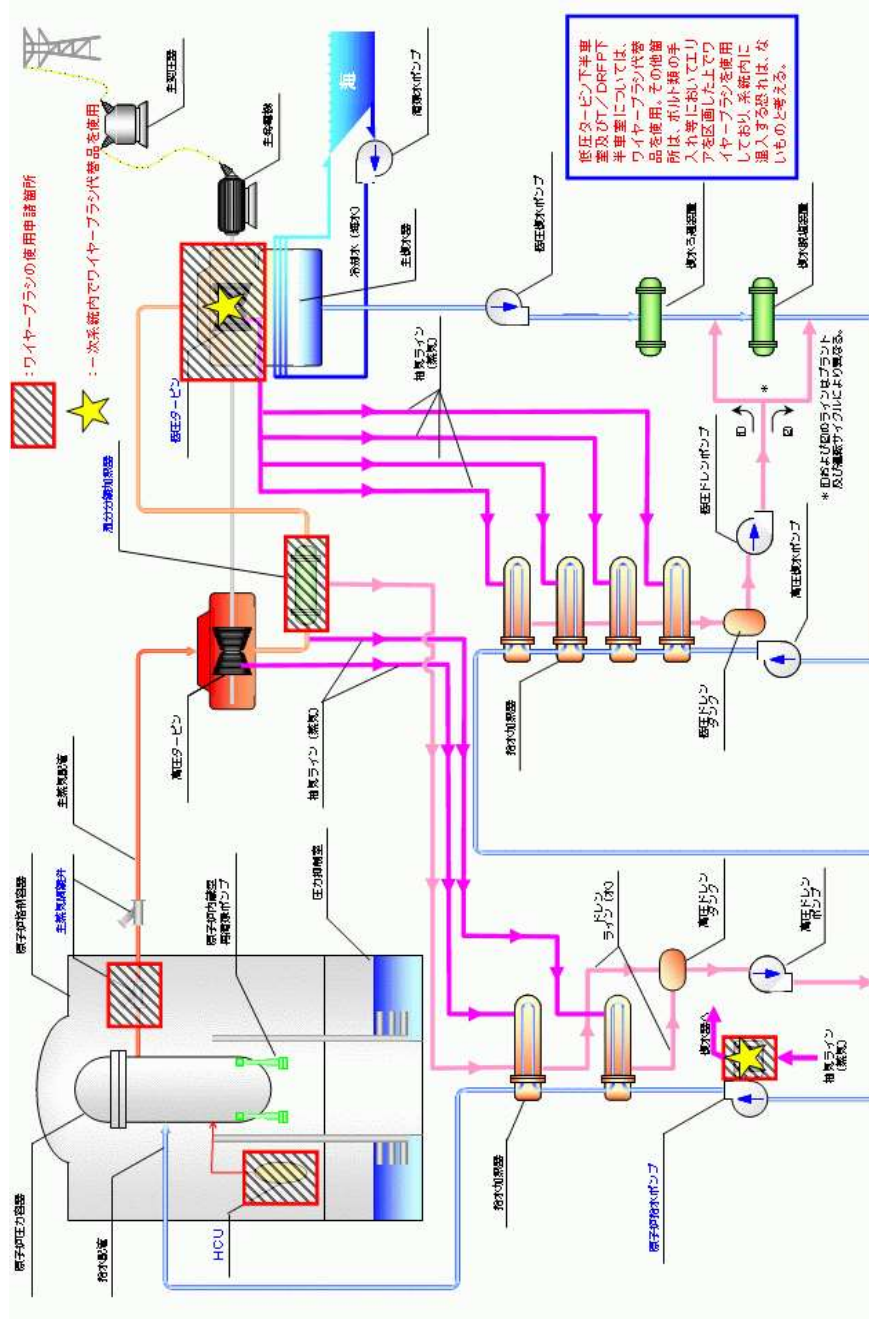 ：ワイヤーブラシの使用申請箇所
：一次系統内でワイヤーブラシ代替品を使用
主変圧器
主発電機
海
循環水ポンプ
冷却水（海水）
主復水器
低圧タービン
湿分分離加熱器
高圧タービン
主蒸気配管
原子炉格納容器
主蒸気隔離弁
原子炉圧力容器
給水配管
HCU
原子炉内蔵型
再循環ポンプ
圧力抑制室
抽気ライン（蒸気）
抽気ライン
（蒸気）
低圧復水ポンプ
復水ろ過装置
復水脱塩装置
低圧ドレンポンプ
高圧復水ポンプ
低圧ドレン
タンク
給水加熱器
＊
＊ ①および②のラインはプラント
及び運転サイクルにより異なる。
①
②
ドレン
ライン（水）
高圧ドレン
タンク
高圧ドレン
ポンプ
給水加熱器
復水器へ
抽気ライン
（蒸気）
原子炉給水ポンプ
低圧タービン下半車
室及びT／DRFP下
半車室については、
ワイヤーブラシ代替
品を使用。その他箇
所は、ボルト類の手
入れ等においてエリ
アを区画した上でワ
イヤーブラシを使用
しており、系統内に
混入する恐れは、な
いものと考える。